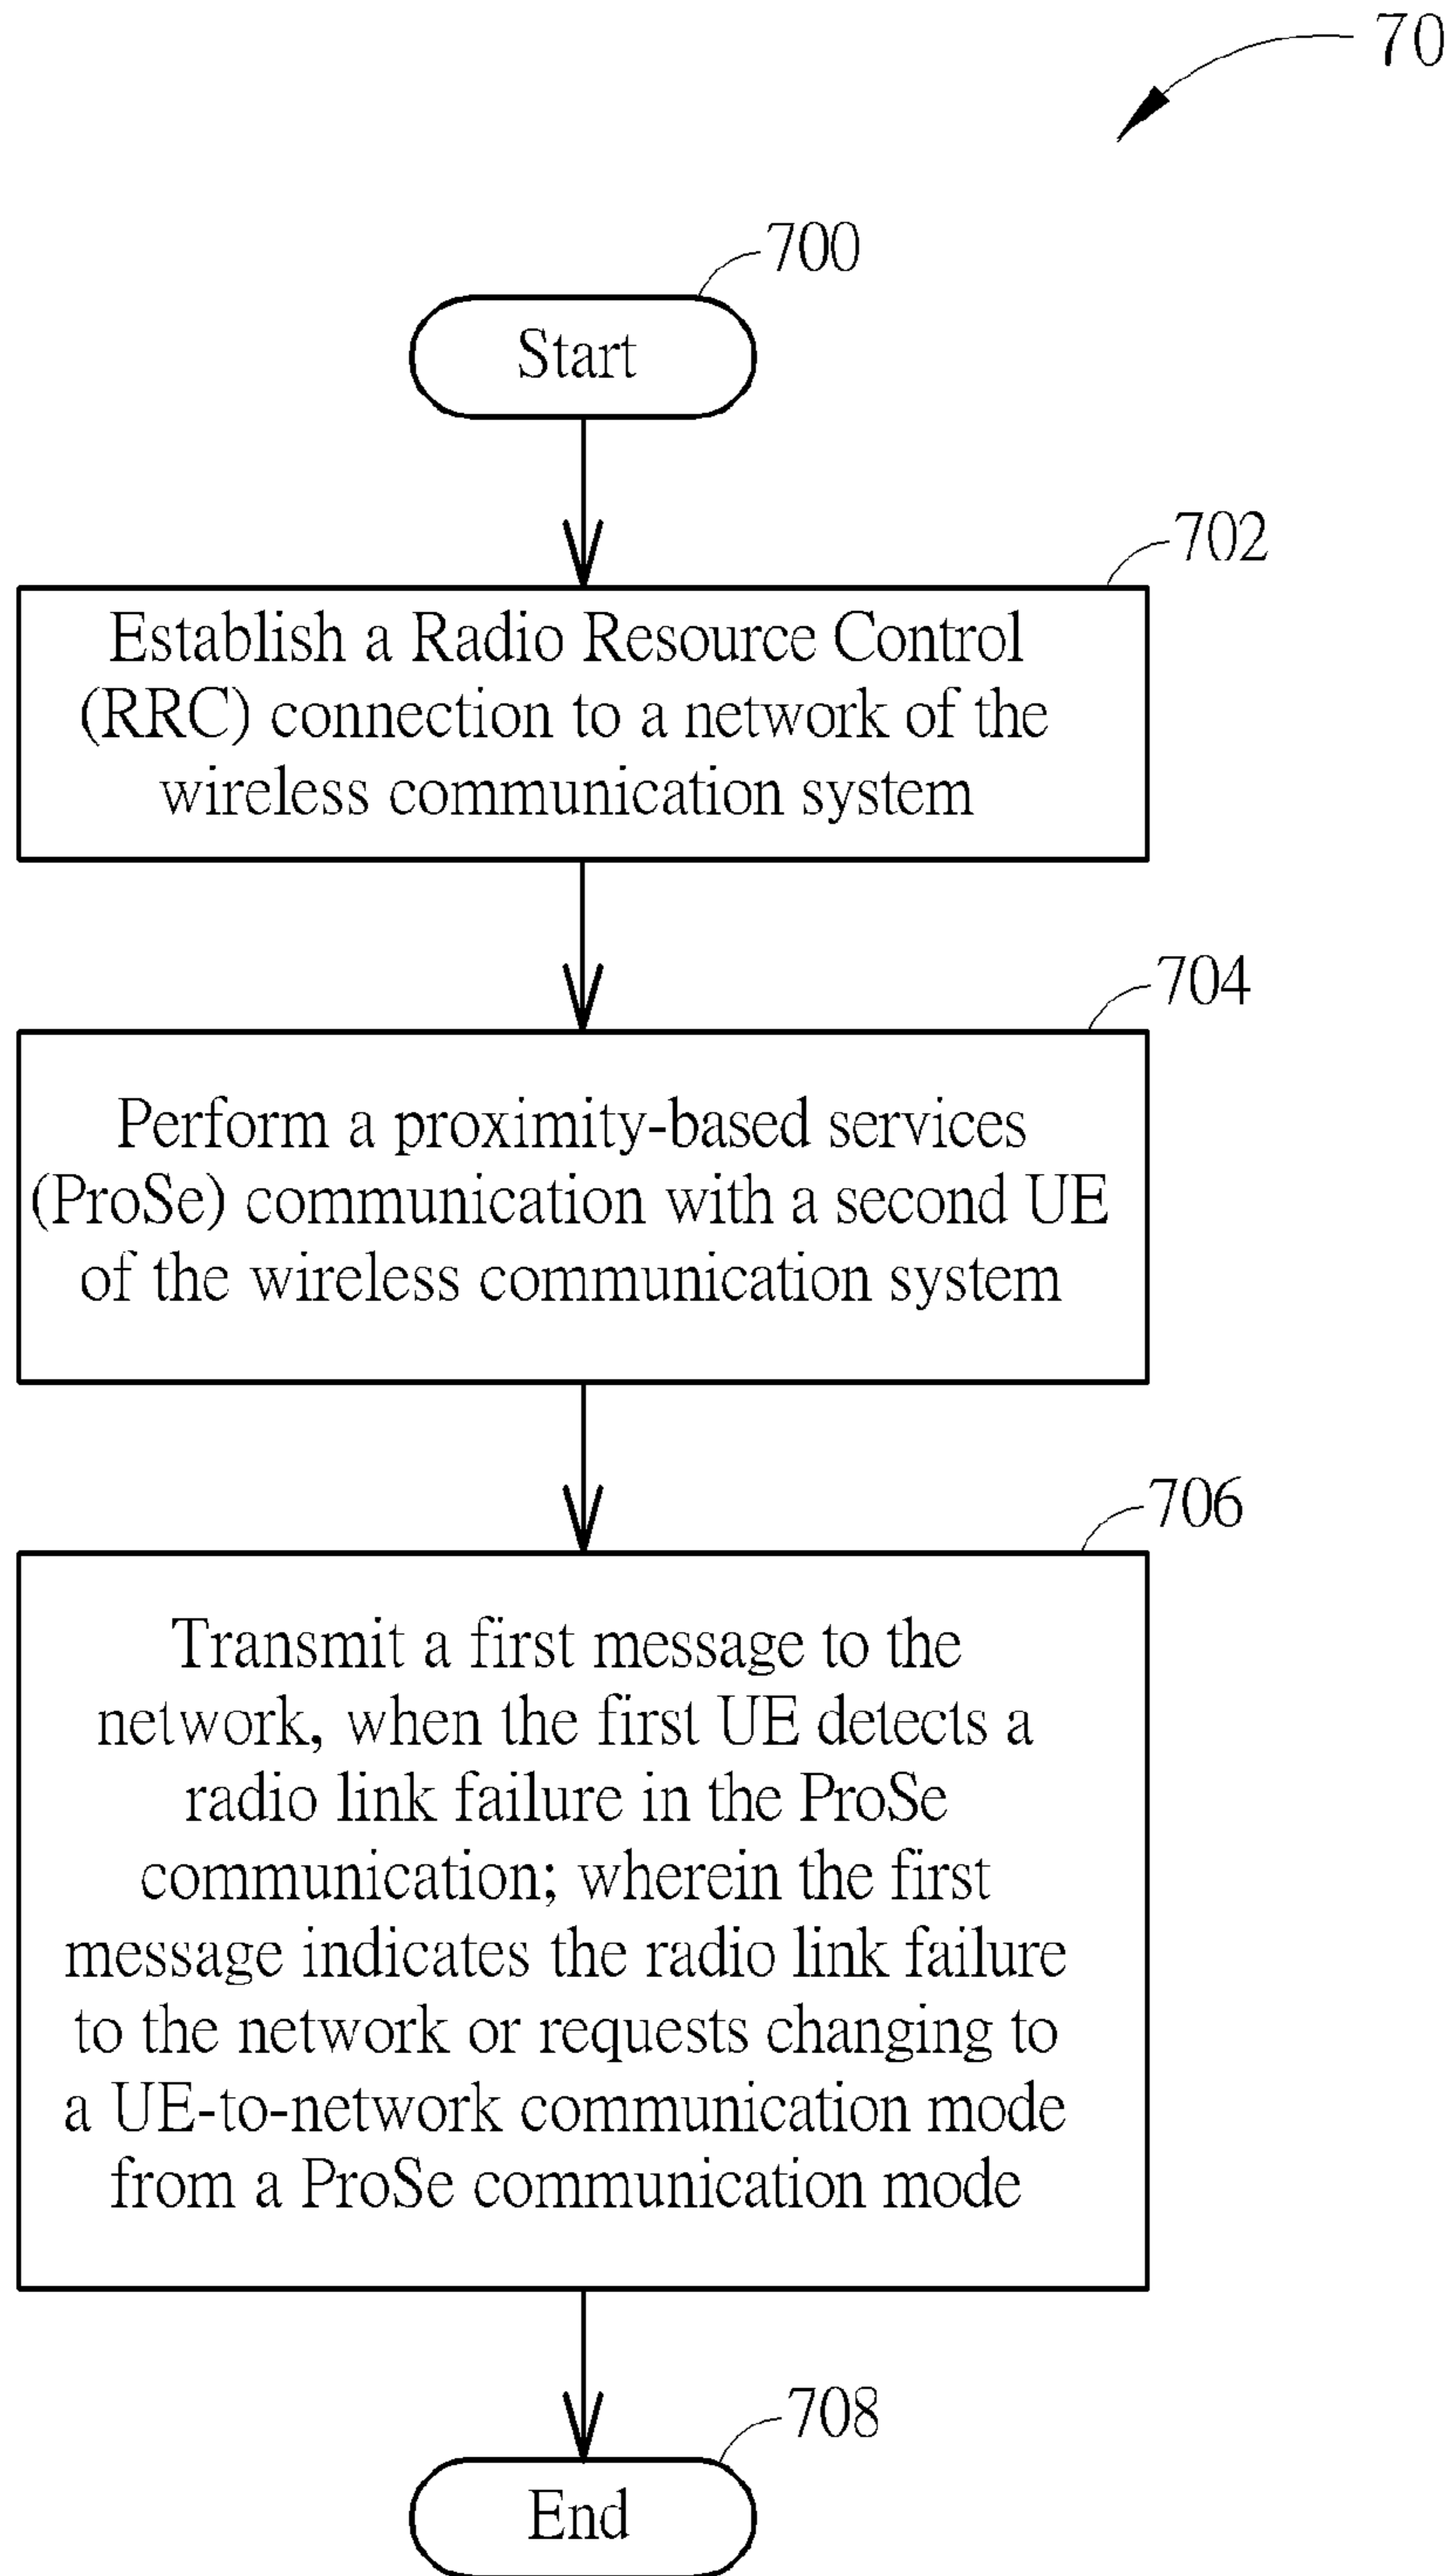 70
700
Start
702
Establish a Radio Resource Control
(RRC) connection to a network of the
wireless communication system
704
Perform a proximity-based services
(ProSe) communication with a second UE
of the wireless communication system
706
Transmit a first message to the
network, when the first UE detects a
radio link failure in the ProSe
communication; wherein the first
message indicates the radio link failure
to the network or requests changing to
a UE-to-network communication mode
from a ProSe communication mode
708
End